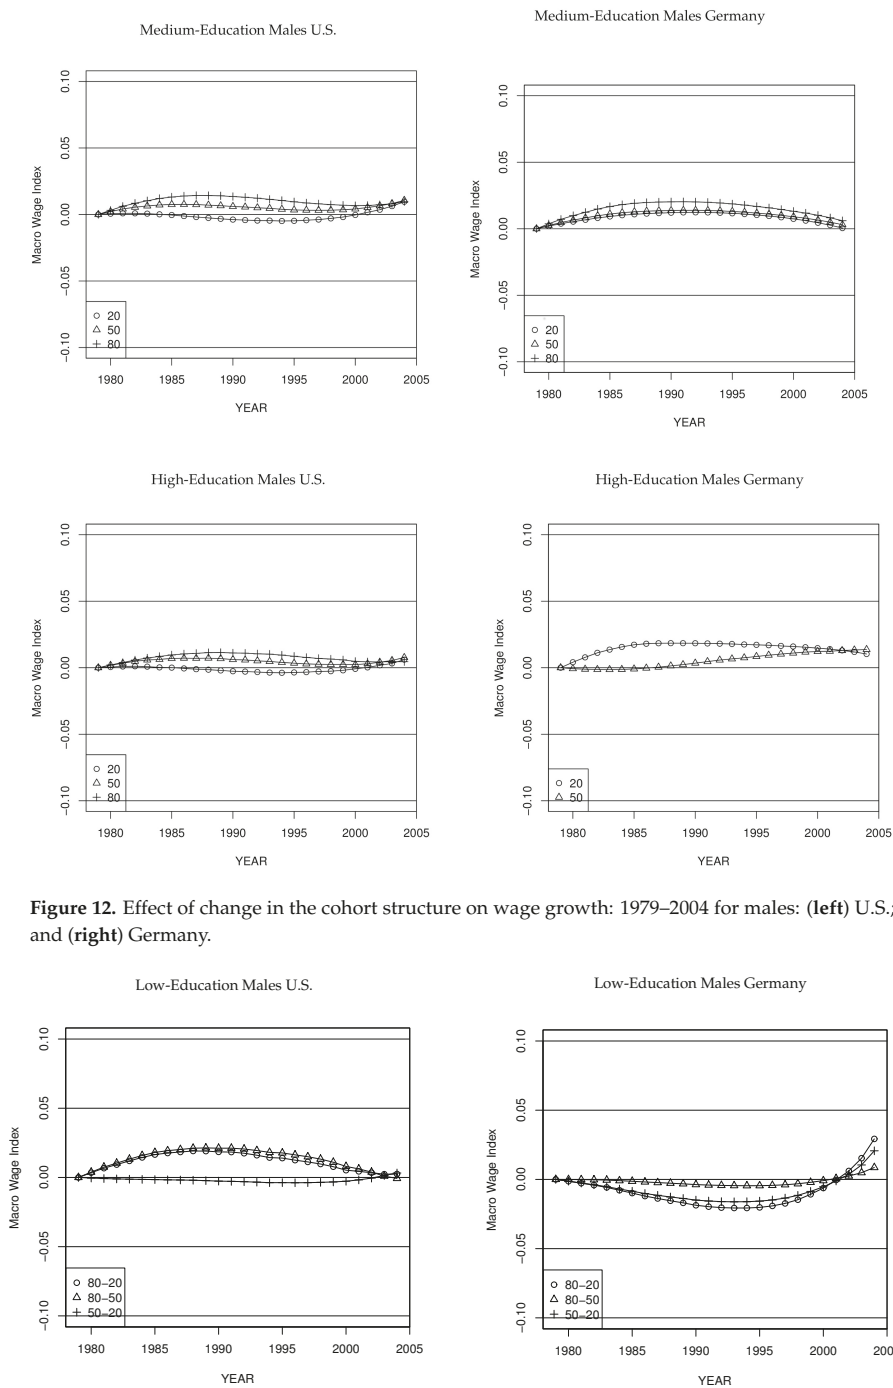 Medium-Education Males U.S.
Macro Wage Index
0.10
0.05
0.00
−0.05
−0.10
20
50
80
1980 1985 1990 1995 2000 2005
YEAR
Medium-Education Males Germany
Macro Wage Index
0.10
0.05
0.00
−0.05
−0.10
20
50
80
1980 1985 1990 1995 2000 2005
YEAR
High-Education Males U.S.
Macro Wage Index
0.10
0.05
0.00
−0.05
−0.10
20
50
80
1980 1985 1990 1995 2000 2005
YEAR
High-Education Males Germany
Macro Wage Index
0.10
0.05
0.00
−0.05
−0.10
20
50
1980 1985 1990 1995 2000 2005
YEAR
Figure 12. Effect of change in the cohort structure on wage growth: 1979–2004 for males: (left) U.S.;
and (right) Germany.
Low-Education Males U.S.
Macro Wage Index
0.10
0.05
0.00
−0.05
−0.10
80−20
80−50
50−20
1980 1985 1990 1995 2000 2005
YEAR
Low-Education Males Germany
Macro Wage Index
0.10
0.05
0.00
−0.05
−0.10
80−20
80−50
50−20
1980 1985 1990 1995 2000 200
YEAR